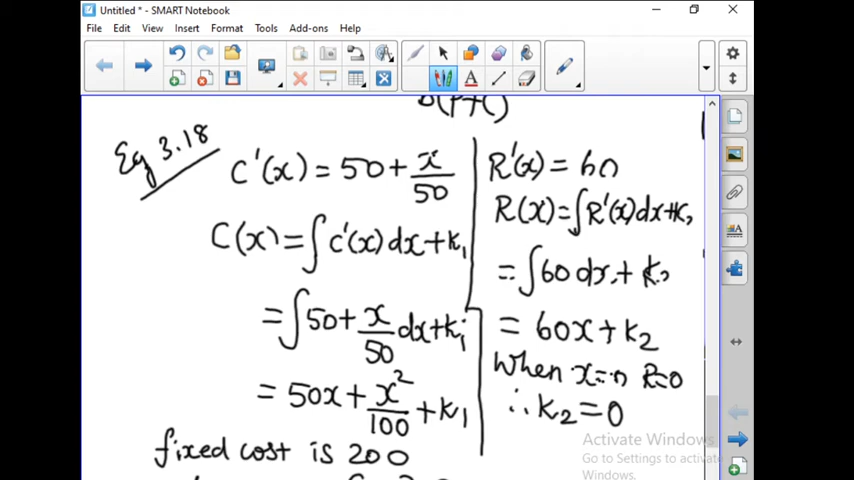 Untitled * - SMART Notebook
File Edit View Insert Format Tools Add-ons Help
Eg 3.18
C'(x) = 50 + x/50
C(x) = ∫ c'(x) dx + k₁
= ∫ 50 + x/50 dx + k₁
= 50x + x²/100 + k₁
fixed cost is 200
R'(x) = 60
R(x) = ∫ R'(x) dx + k₂
= ∫ 60 dx + k₂
= 60x + k₂
When x = 0 R = 0
∴ k₂ = 0
Activate Windows
Go to Settings to activate
Windows.